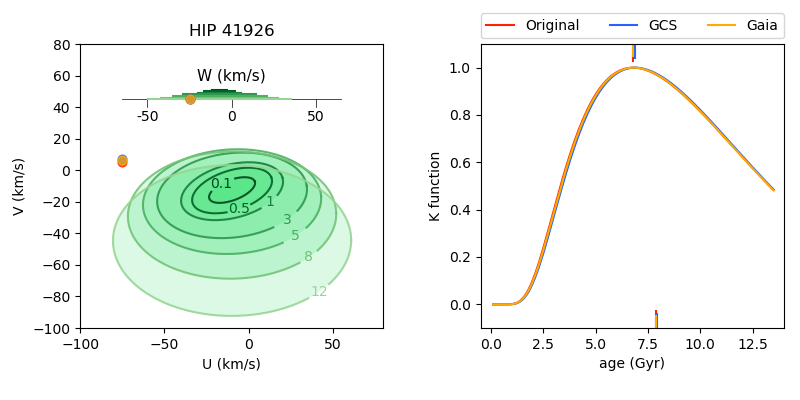 HIP 41926
80
60
40
20
0
−20
−40
−60
−80
−100
V (km/s)
W (km/s)
-50 0 50
0.1
0.5
1
3
5
8
12
−100 −50 0 50
U (km/s)
Original GCS Gaia
1.0
0.8
0.6
0.4
0.2
0.0
K function
0.0 2.5 5.0 7.5 10.0 12.5
age (Gyr)